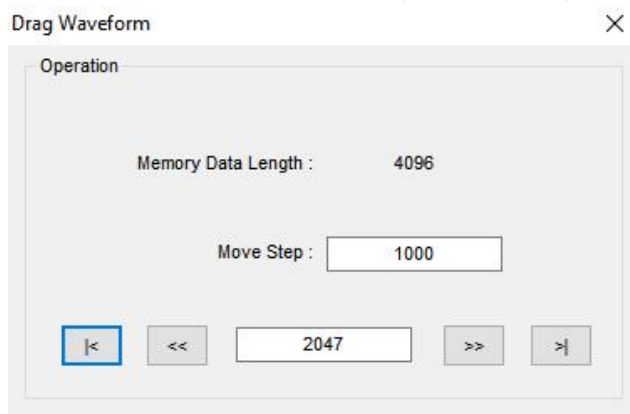 Drag Waveform
Operation
Memory Data Length : 4096
Move Step : 1000
|< << 2047 >> >|